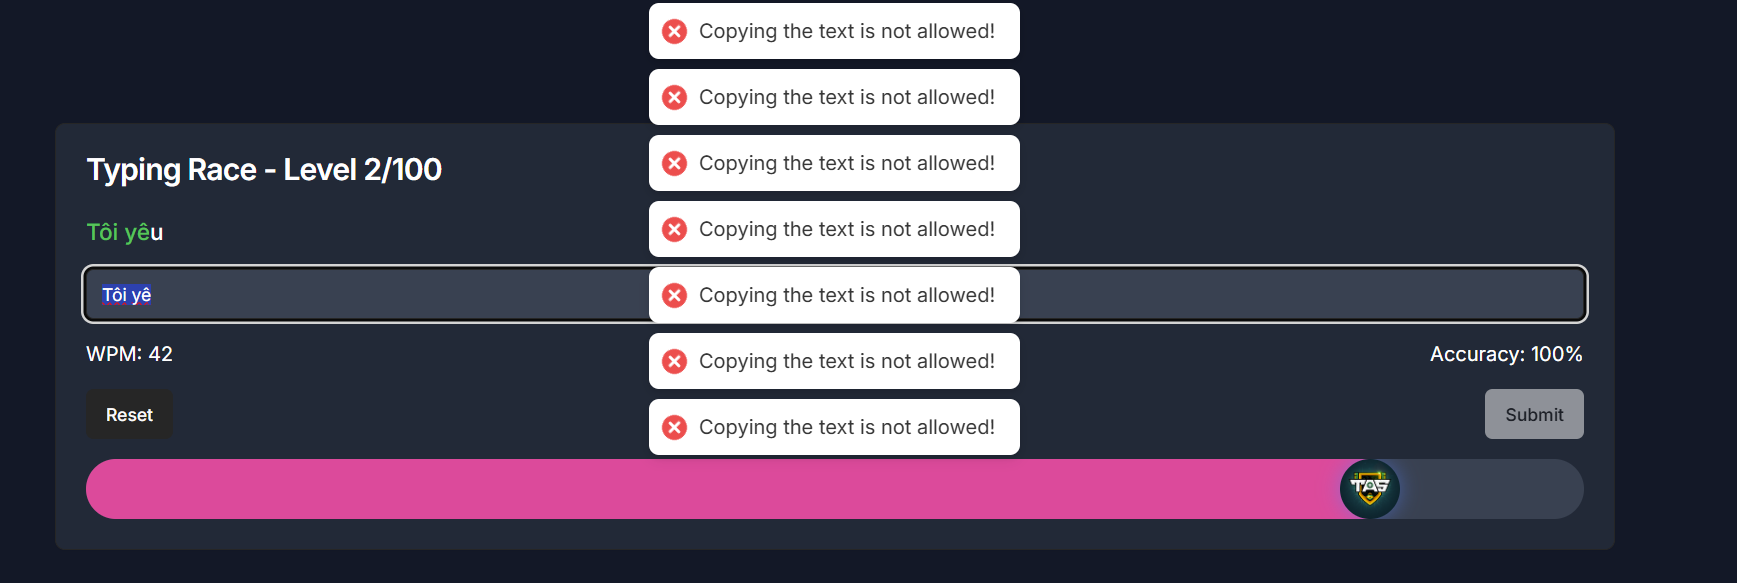 Copying the text is not allowed!
Copying the text is not allowed!
Copying the text is not allowed!
Typing Race - Level 2/100
Copying the text is not allowed!
Tôi yêu
Tôi yê
Copying the text is not allowed!
WPM: 42
Copying the text is not allowed!
Accuracy: 100%
Reset
Copying the text is not allowed!
Submit
TAS